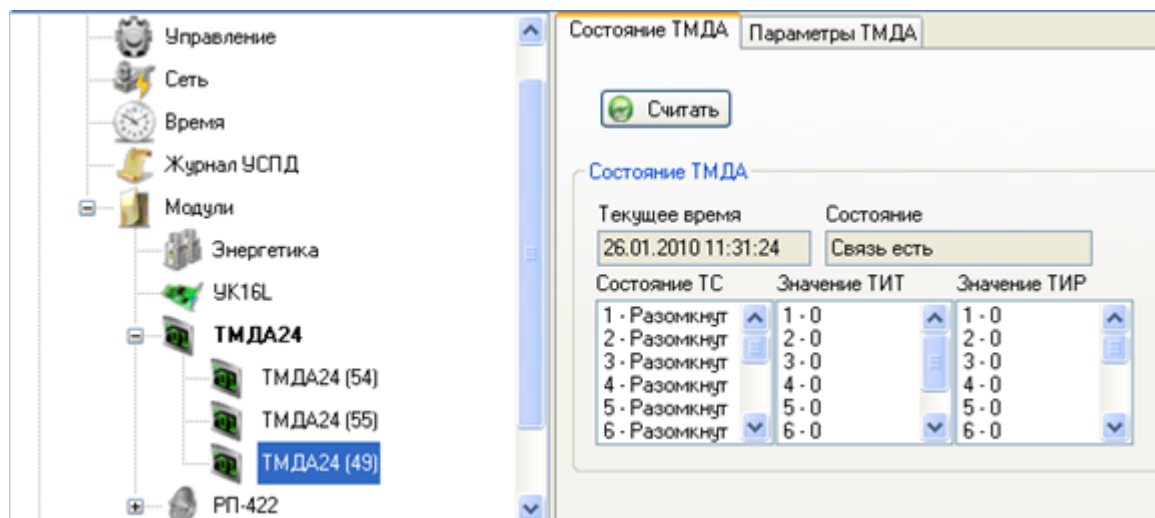 Управление
Сеть
Время
Журнал УСПД
Модули
Энергетика
УК16L
ТМДА24
ТМДА24 (54)
ТМДА24 (55)
ТМДА24 (49)
РП-422
Состояние ТМДА Параметры ТМДА
Считать
Состояние ТМДА
Текущее время Состояние
26.01.2010 11:31:24 Связь есть
Состояние ТС Значение ТИТ Значение ТИР
1 - Разомкнут 1 - 0 1 - 0
2 - Разомкнут 2 - 0 2 - 0
3 - Разомкнут 3 - 0 3 - 0
4 - Разомкнут 4 - 0 4 - 0
5 - Разомкнут 5 - 0 5 - 0
6 - Разомкнут 6 - 0 6 - 0